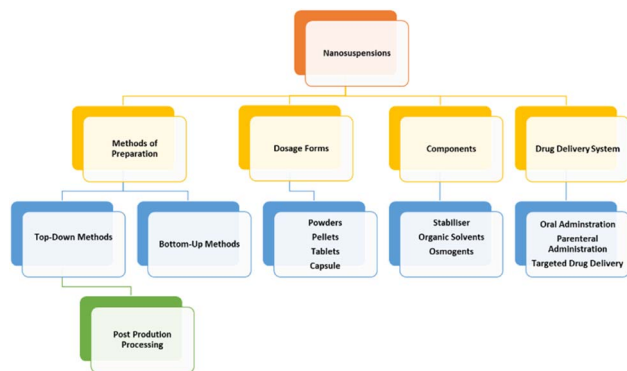 Nanosuspensions
Methods of
Preparation
Dosage Forms
Components
Drug Delivery System
Top-Down Methods
Bottom-Up Methods
Powders
Pellets
Tablets
Capsule
Stabiliser
Organic Solvents
Osmogents
Oral Adminstration
Parenteral
Administration
Targeted Drug Delivery
Post Prodution
Processing